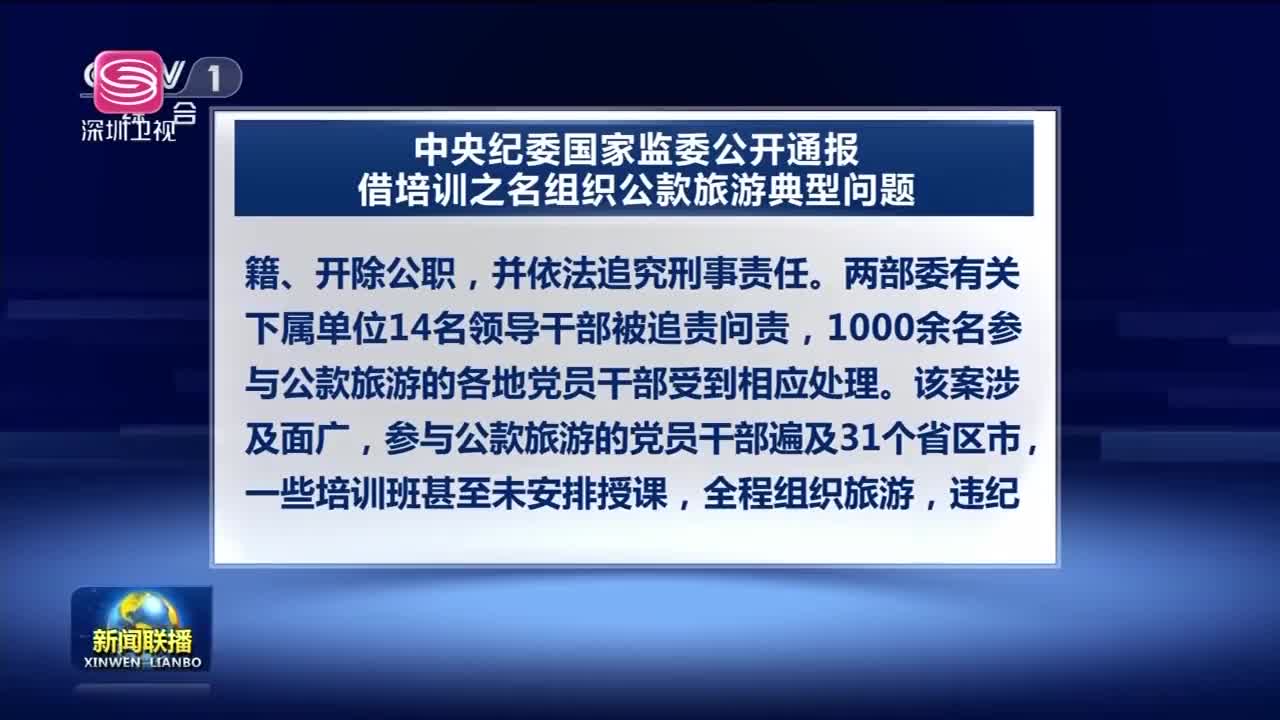 1
深圳卫视
中央纪委国家监委公开通报
借培训之名组织公款旅游典型问题
籍、开除公职，并依法追究刑事责任。两部委有关
下属单位14名领导干部被追责问责，1000余名参
与公款旅游的各地党员干部受到相应处理。该案涉
及面广，参与公款旅游的党员干部遍及31个省区市，
一些培训班甚至未安排授课，全程组织旅游，违纪
新闻联播
XINWEN LIANBO